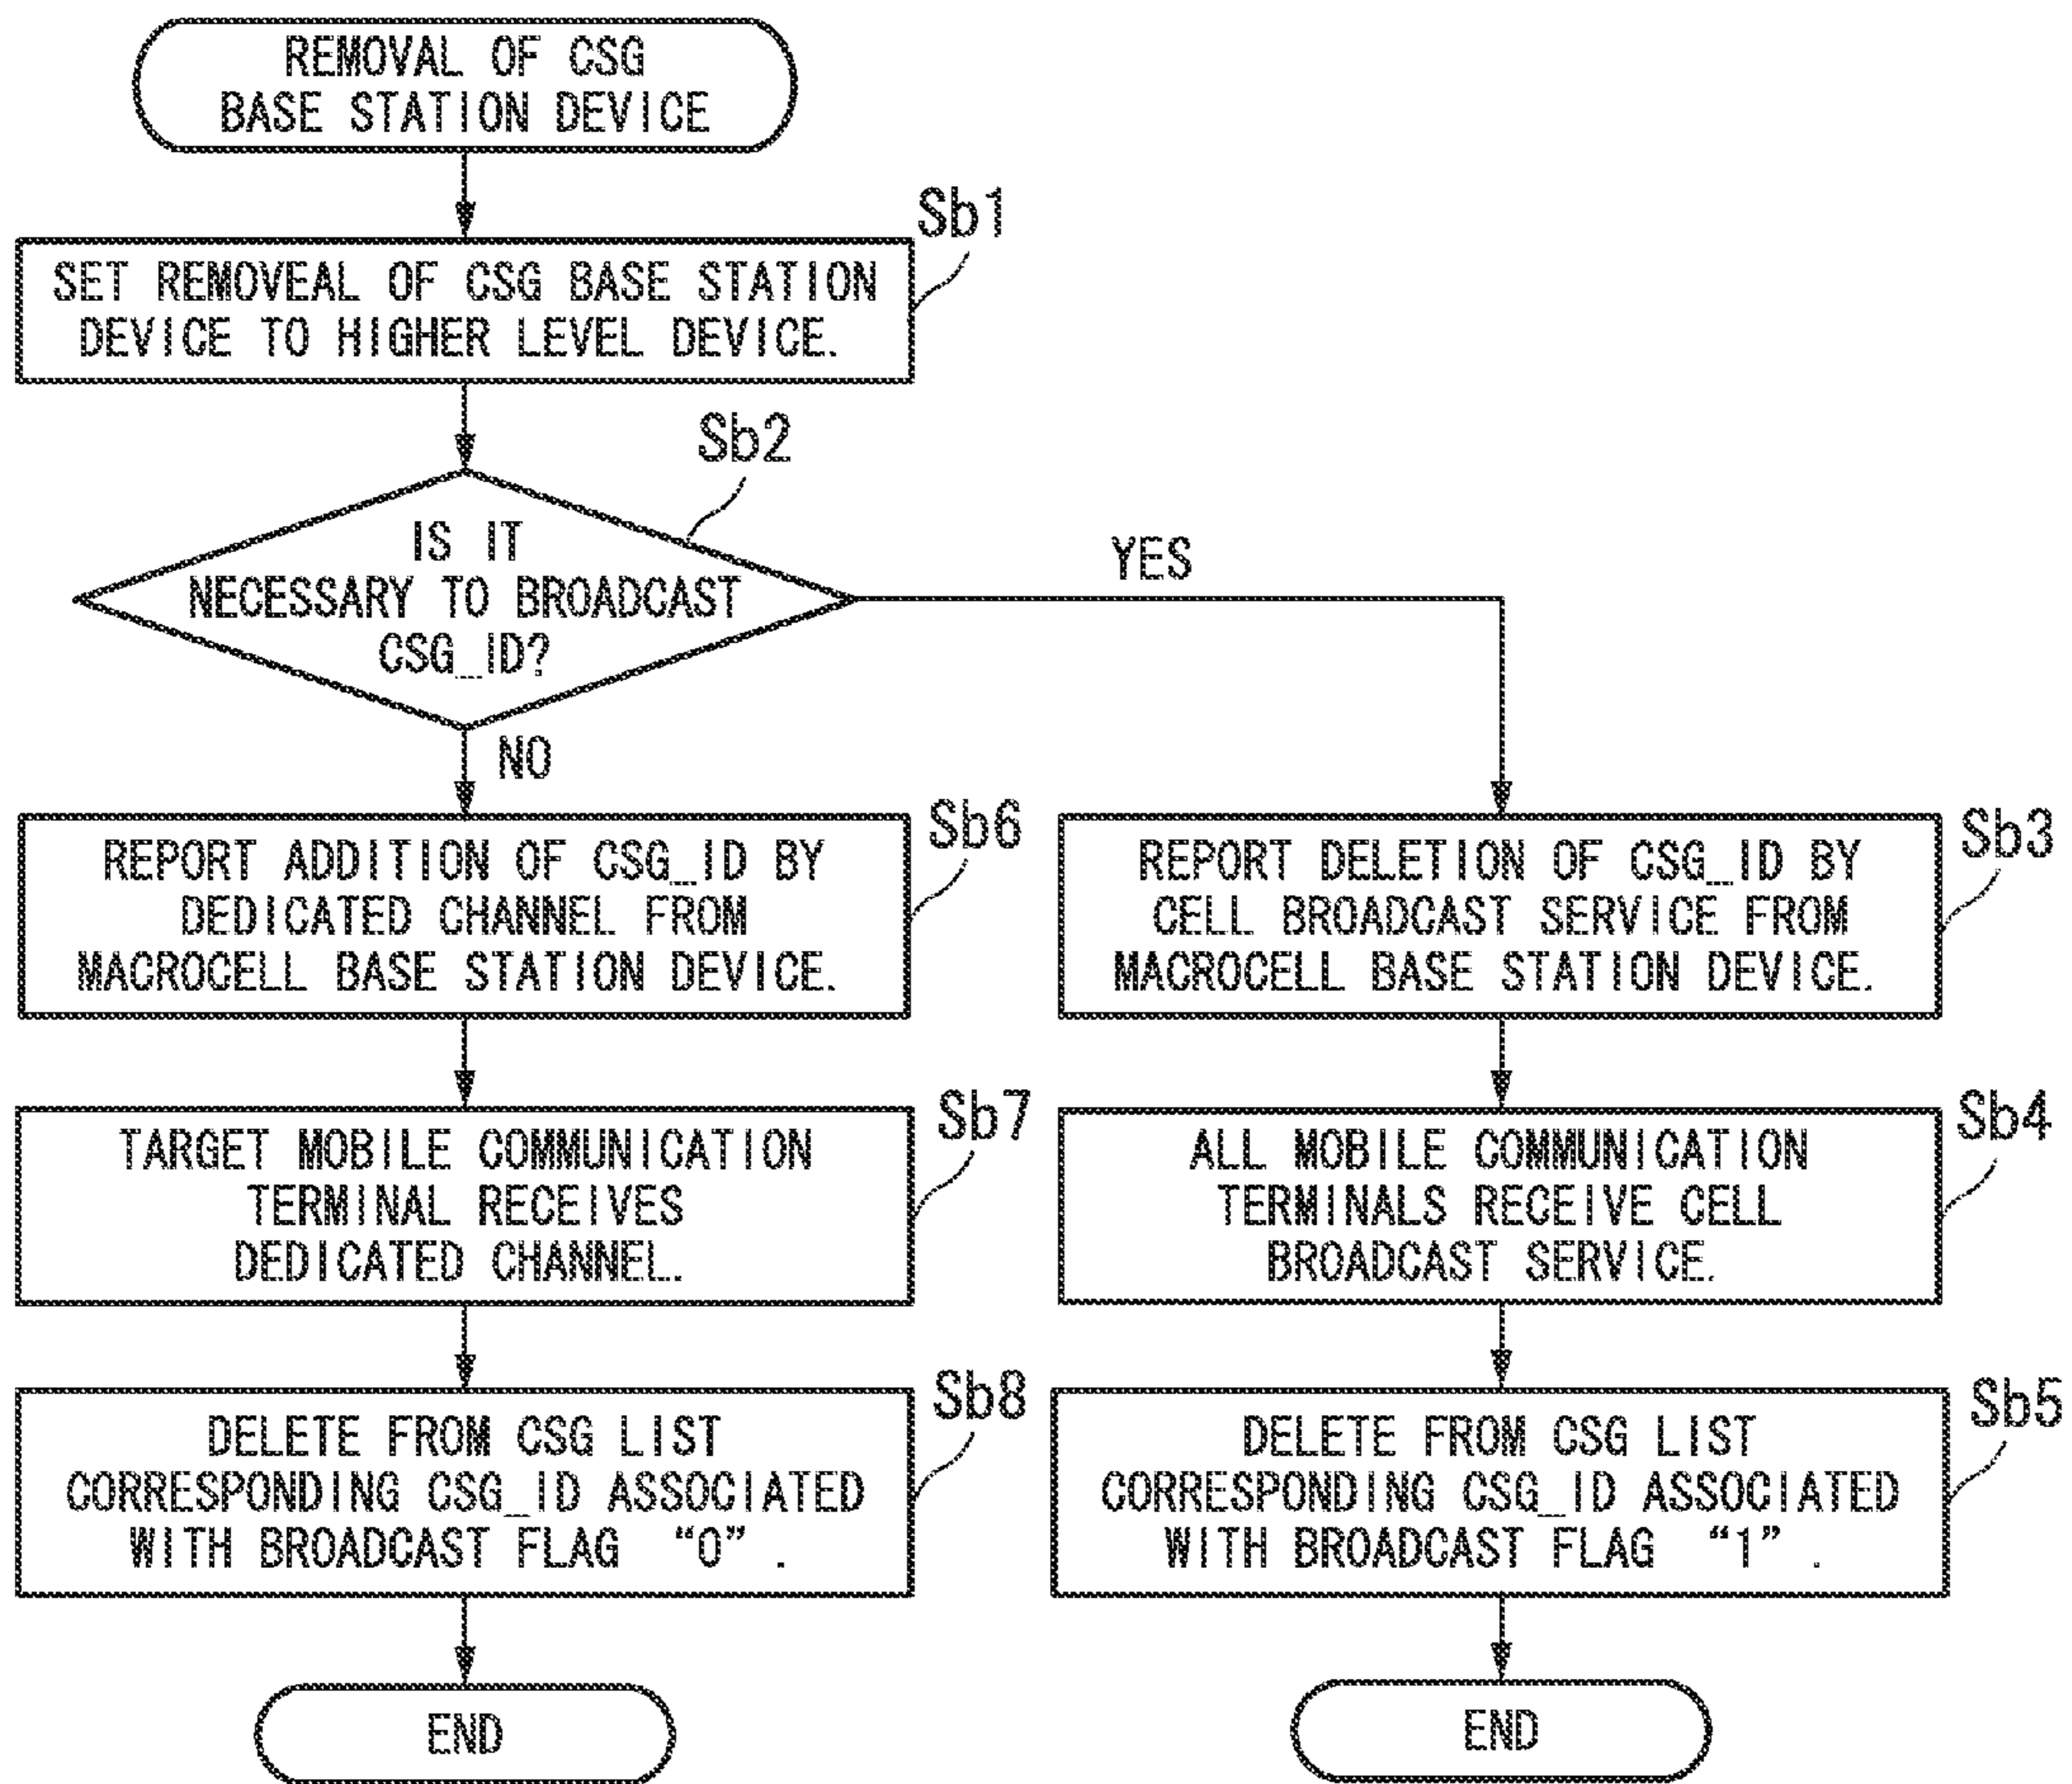 REMOVAL OF CSG
BASE STATION DEVICE
Sb1
SET REMOVEAL OF CSG BASE STATION
DEVICE TO HIGHER LEVEL DEVICE.
Sb2
IS IT
NECESSARY TO BROADCAST
CSG_ID?
YES
NO
Sb6
REPORT ADDITION OF CSG_ID BY
DEDICATED CHANNEL FROM
MACROCELL BASE STATION DEVICE.
Sb7
TARGET MOBILE COMMUNICATION
TERMINAL RECEIVES
DEDICATED CHANNEL.
Sb8
DELETE FROM CSG LIST
CORRESPONDING CSG_ID ASSOCIATED
WITH BROADCAST FLAG “0” .
END
Sb3
REPORT DELETION OF CSG_ID BY
CELL BROADCAST SERVICE FROM
MACROCELL BASE STATION DEVICE.
Sb4
ALL MOBILE COMMUNICATION
TERMINALS RECEIVE CELL
BROADCAST SERVICE.
Sb5
DELETE FROM CSG LIST
CORRESPONDING CSG_ID ASSOCIATED
WITH BROADCAST FLAG “1” .
END